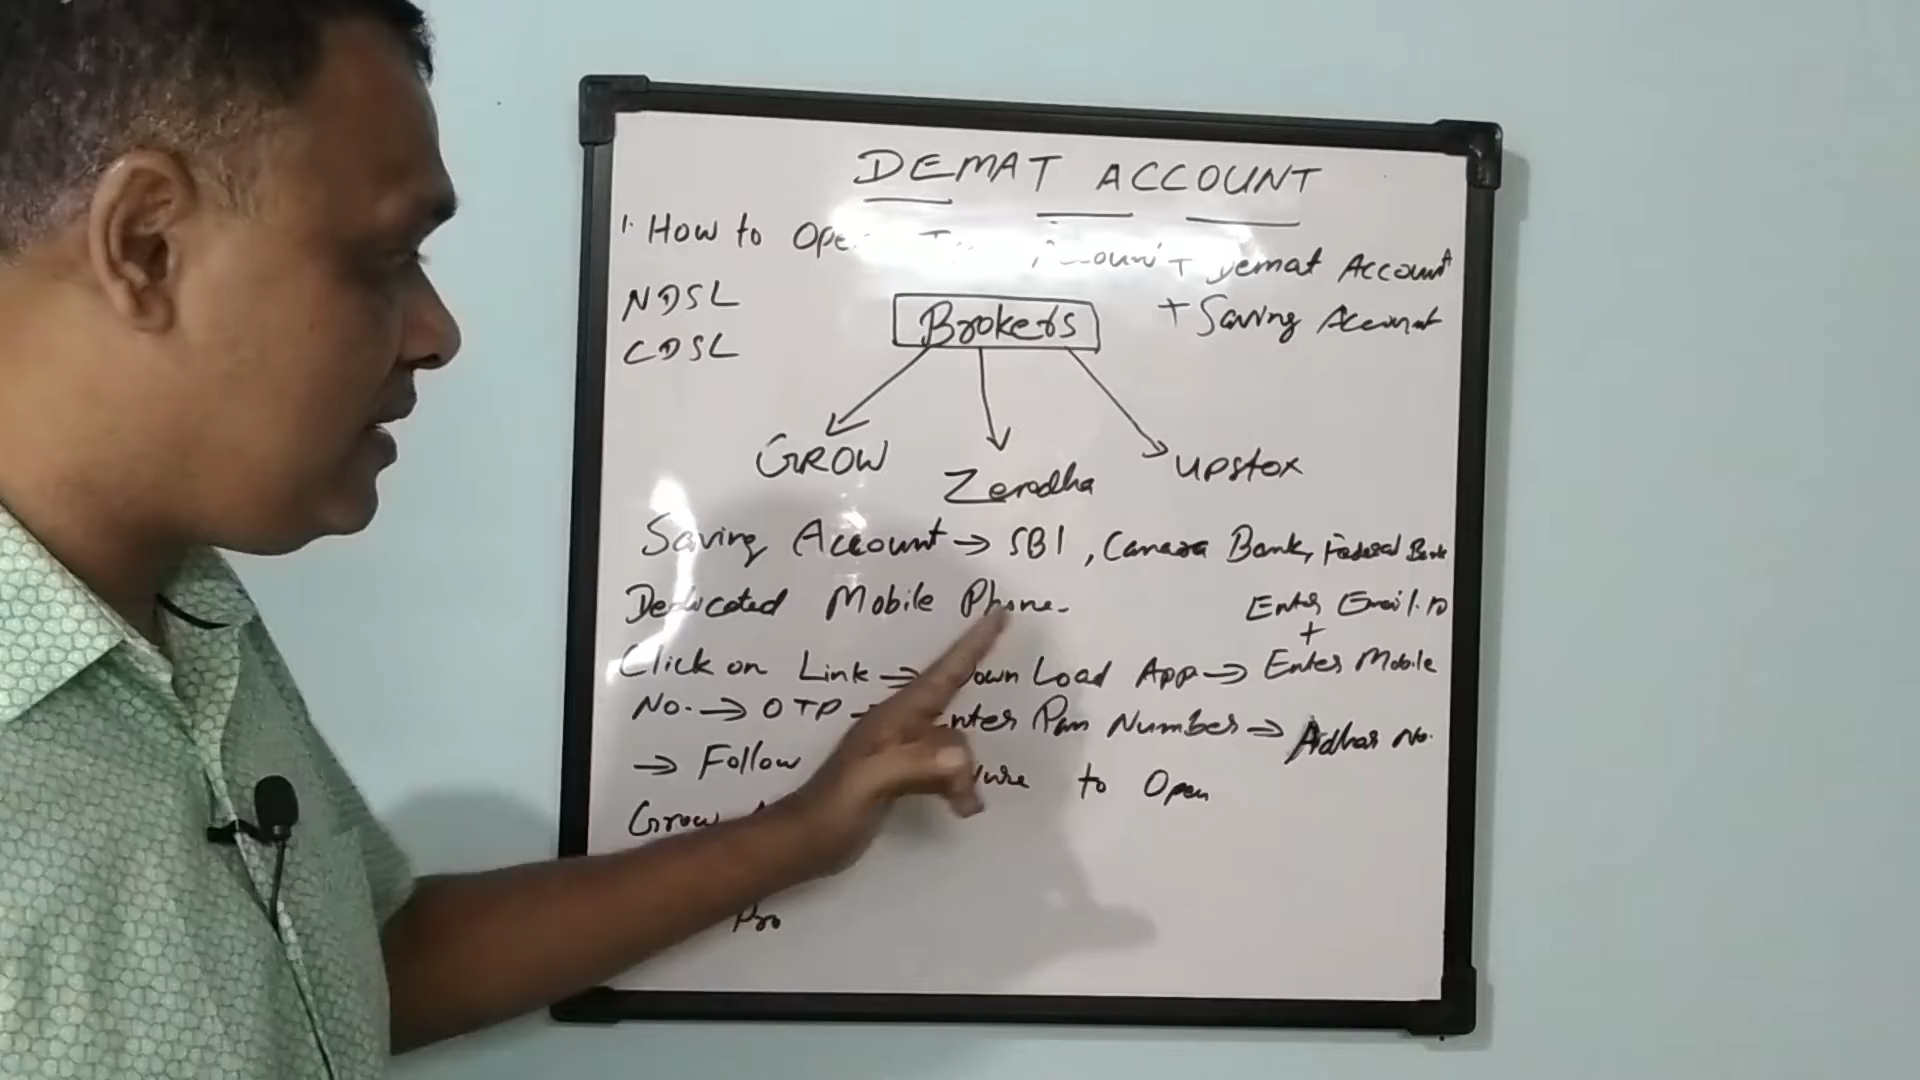 DEMAT ACCOUNT
1. How to + Demat Account
+ Saving Account
NDSL
CDSL
Brokers
GROW
Zerodha
UPstox
Saving Account → SBI, Canara Bank, Federal Bank
Dedicated Mobile Phone-
Enter Email. ID
+
Click on Link → Down Load App → Enter Mobile
No. → OTP → Enter Pan Number → Adhar No.
→ Follow to Open
Grow
Pro